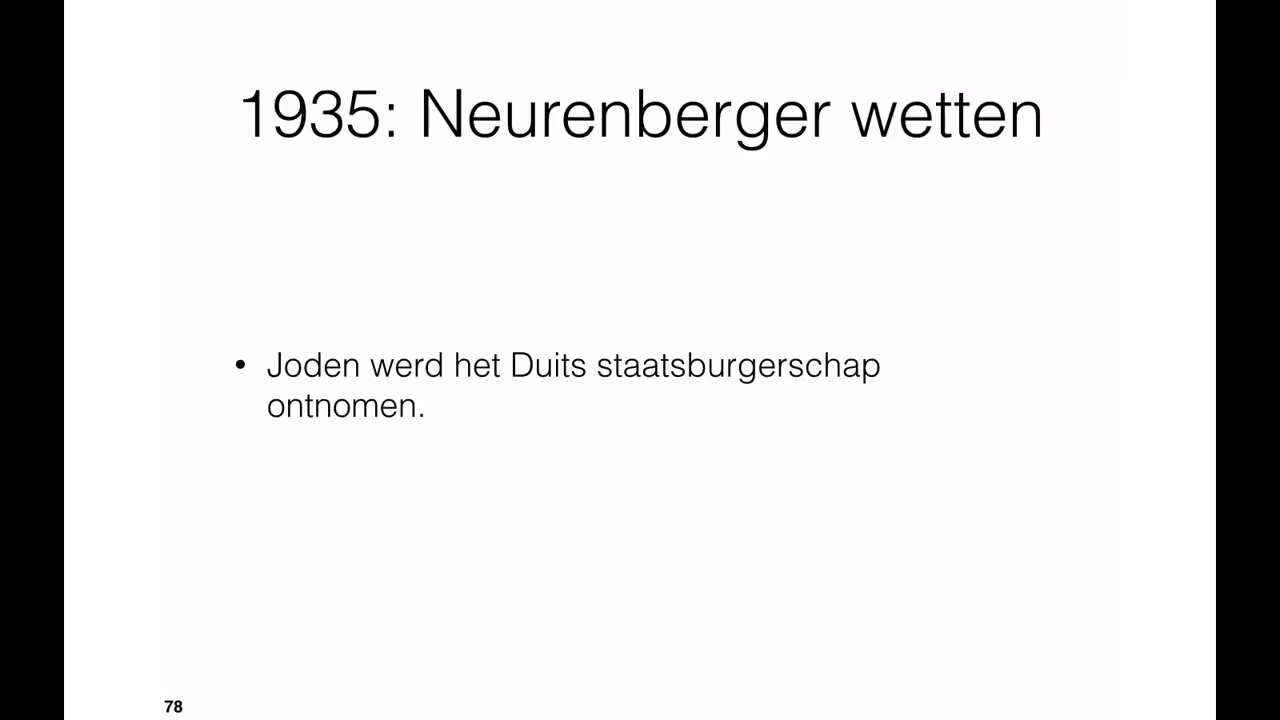 1935: Neurenberger wetten
• Joden werd het Duits staatsburgerschap
ontnomen.
78